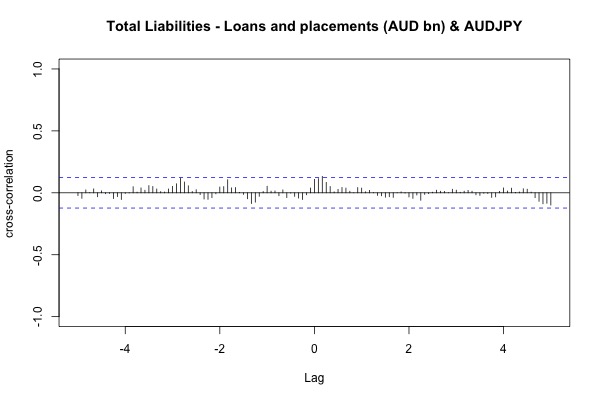 Total Liabilities - Loans and placements (AUD bn) & AUDJPY
cross-correlation
1.0
0.5
0.0
-0.5
-1.0
-4 -2 0 2 4
Lag